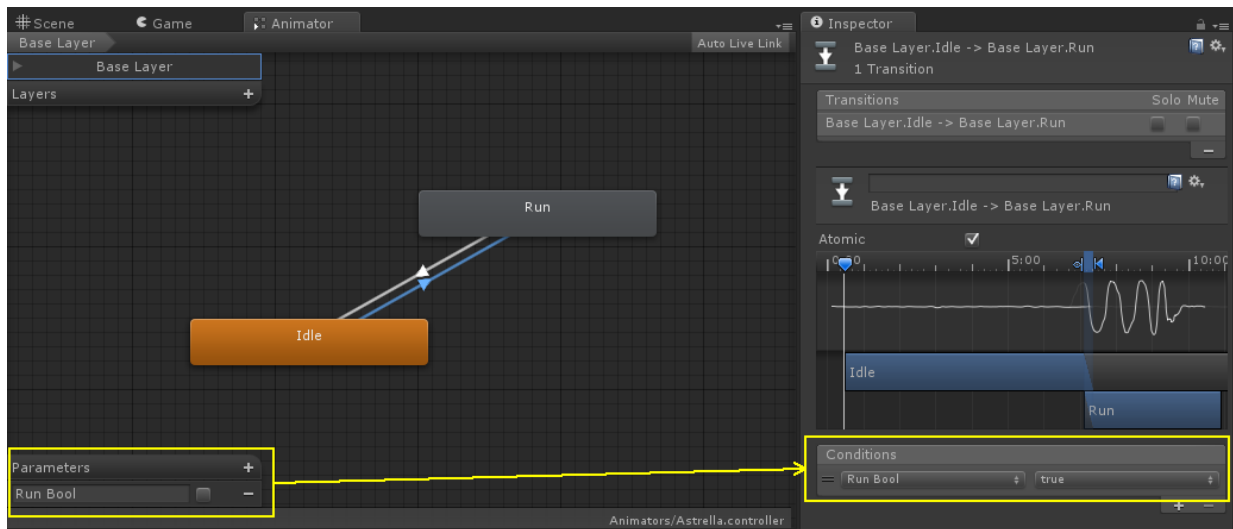 Scene
Game
Animator
Base Layer
Auto Live Link
Base Layer
Layers
Run
Idle
Parameters
Run Bool
Animators/Astrella.controller
Inspector
Base Layer.Idle -> Base Layer.Run
1 Transition
Transitions Solo Mute
Base Layer.Idle -> Base Layer.Run
Base Layer.Idle -> Base Layer.Run
Atomic
5:00 10:00
Idle
Run
Conditions
Run Bool true